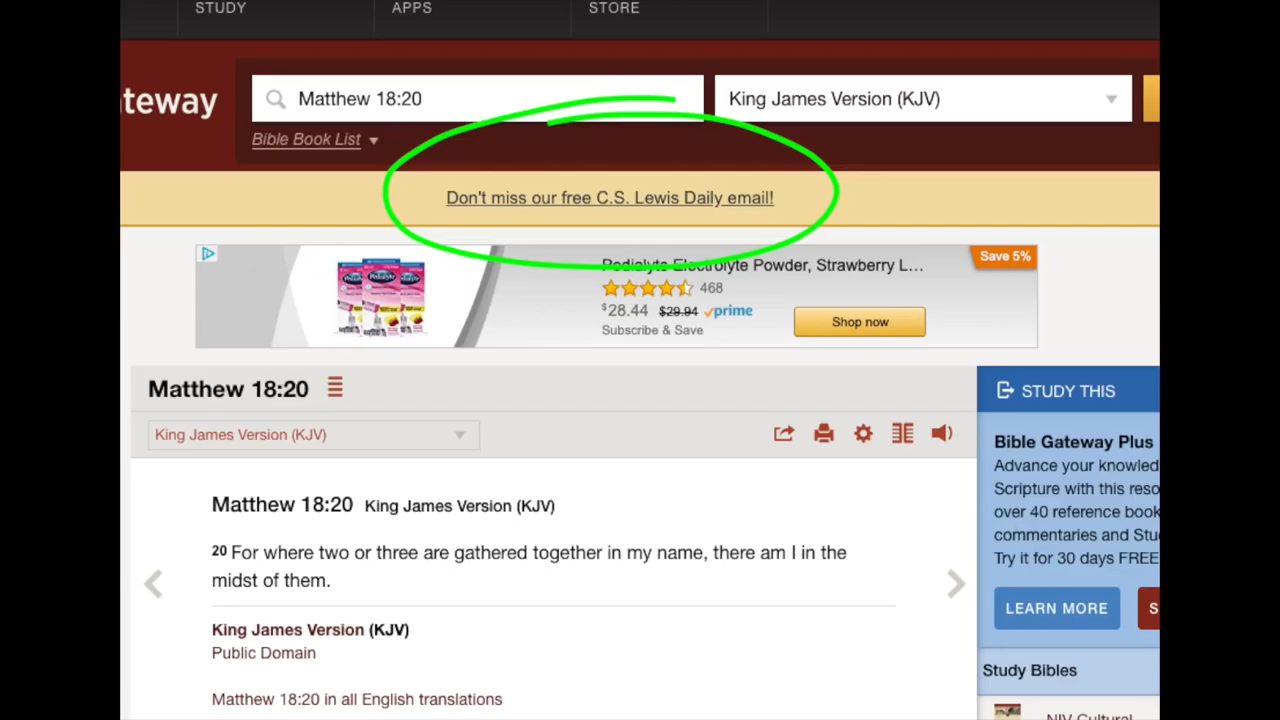 STUDY APPS STORE
teway
Matthew 18:20
King James Version (KJV)
Bible Book List
Don't miss our free C.S. Lewis Daily email!
Pedialyte Electrolyte Powder, Strawberry L...
Save 5%
468
$28.44 $29.94 prime
Subscribe & Save
Shop now
Matthew 18:20
King James Version (KJV)
Matthew 18:20 King James Version (KJV)
20 For where two or three are gathered together in my name, there am I in the
midst of them.
King James Version (KJV)
Public Domain
Matthew 18:20 in all English translations
STUDY THIS
Bible Gateway Plus
Advance your knowled
Scripture with this reso
over 40 reference book
commentaries and Stu
Try it for 30 days FREE
LEARN MORE
S
Study Bibles
NIV Cultural